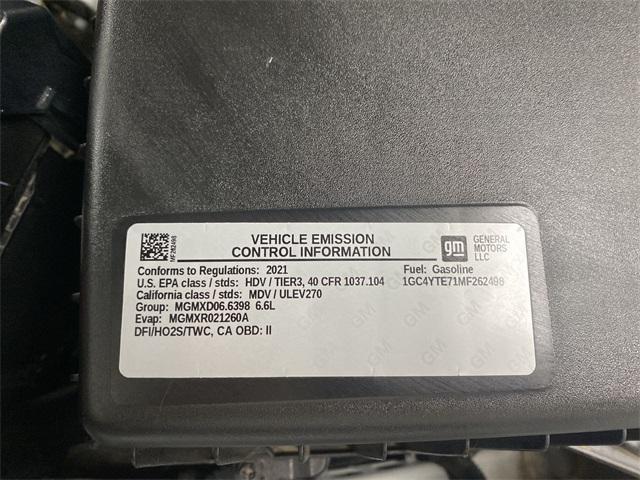 VEHICLE EMISSION
CONTROL INFORMATION
gm
GENERAL
MOTORS
LLC
MF262498
Conforms to Regulations: 2021
Fuel: Gasoline
U.S. EPA class / stds: HDV / TIER3, 40 CFR 1037.104
1GC4YTE71MF262498
California class / stds: MDV / ULEV270
Group: MGMXD06.6398 6.6L
Evap: MGMXR021260A
DFI/HO2S/TWC, CA OBD: II